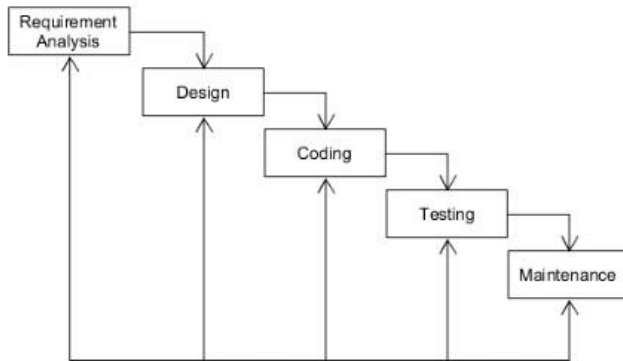 Requirement
Analysis
Design
Coding
Testing
Maintenance